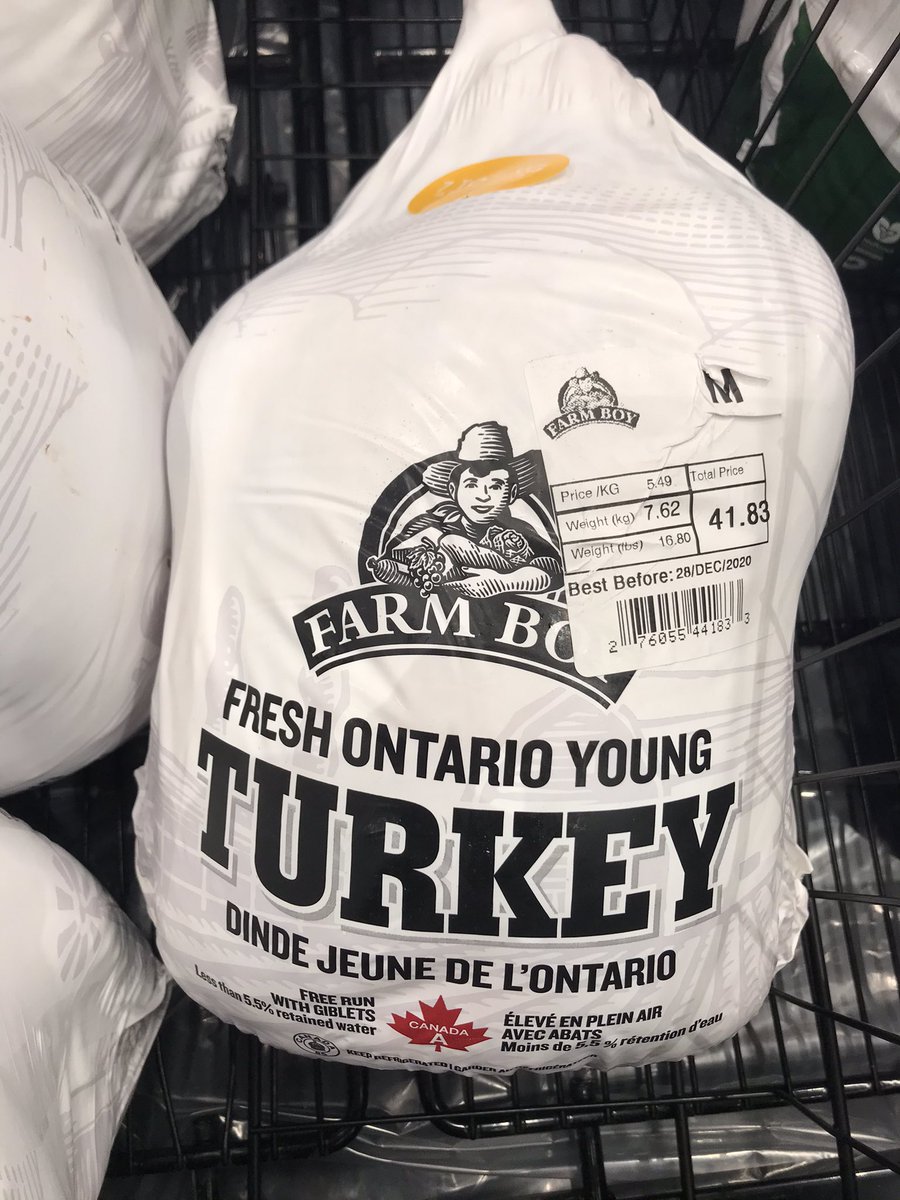 M
FARM BOY
Price /KG 5.49 Total Price
Weight (kg) 7.62 41.83
Weight (lbs) 16.80
Best Before: 28/DEC/2020
2 76055 44183 3
FARM BO
FRESH ONTARIO YOUNG
TURKEY
DINDE JEUNE DE L'ONTARIO
FREE RUN
WITH GIBLETS
Less than 5.5% retained water
CANADA
A
ÉLEVÉ EN PLEIN AIR
AVEC ABATS
Moins de 5.5 % rétention d'eau
KEEP REFRIGERATED | GARDER